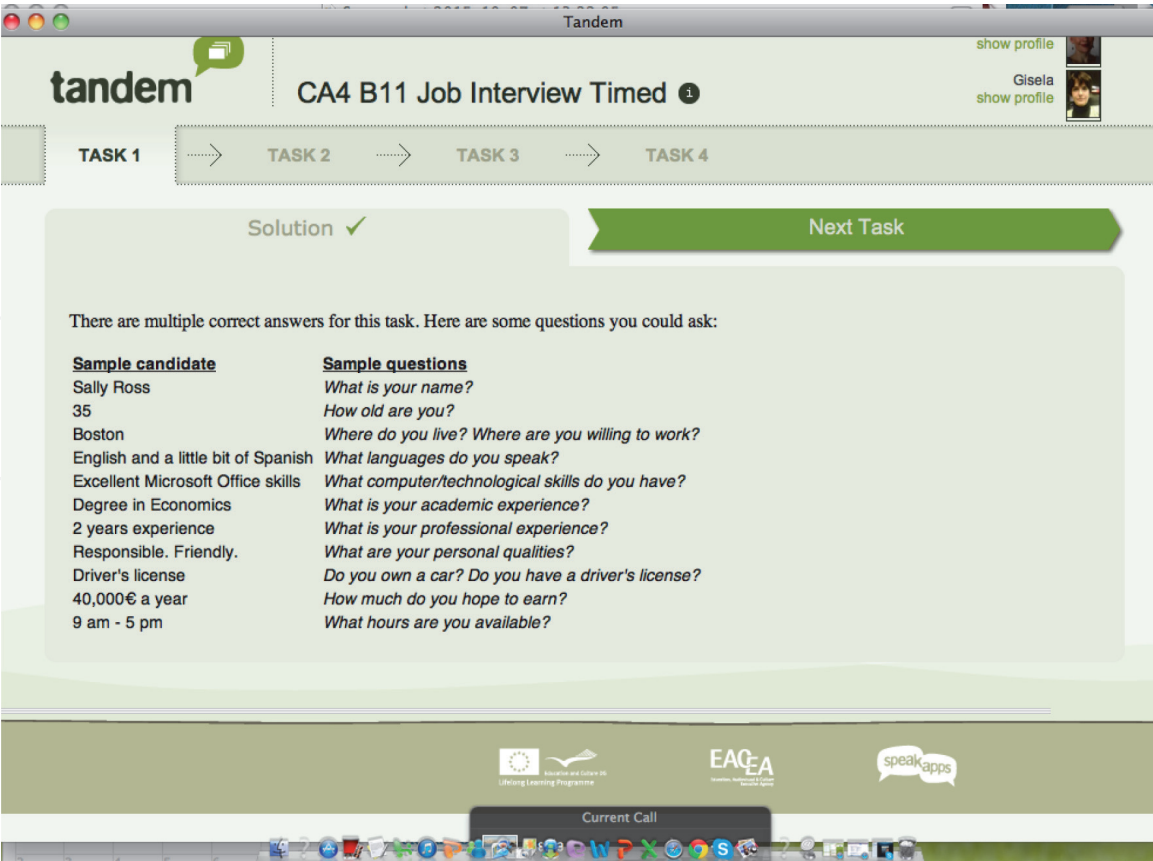 Tandem
show profile
tandem
CA4 B11 Job Interview Timed i
Gisela
show profile
TASK 1 TASK 2 TASK 3 TASK 4
Solution ✓ Next Task
There are multiple correct answers for this task. Here are some questions you could ask:
Sample candidate Sample questions
Sally Ross What is your name?
35 How old are you?
Boston Where do you live? Where are you willing to work?
English and a little bit of Spanish What languages do you speak?
Excellent Microsoft Office skills What computer/technological skills do you have?
Degree in Economics What is your academic experience?
2 years experience What is your professional experience?
Responsible. Friendly. What are your personal qualities?
Driver's license Do you own a car? Do you have a driver's license?
40,000€ a year How much do you hope to earn?
9 am - 5 pm What hours are you available?
Education and Culture DG
Lifelong Learning Programme
EACEA
speakapps
Current Call